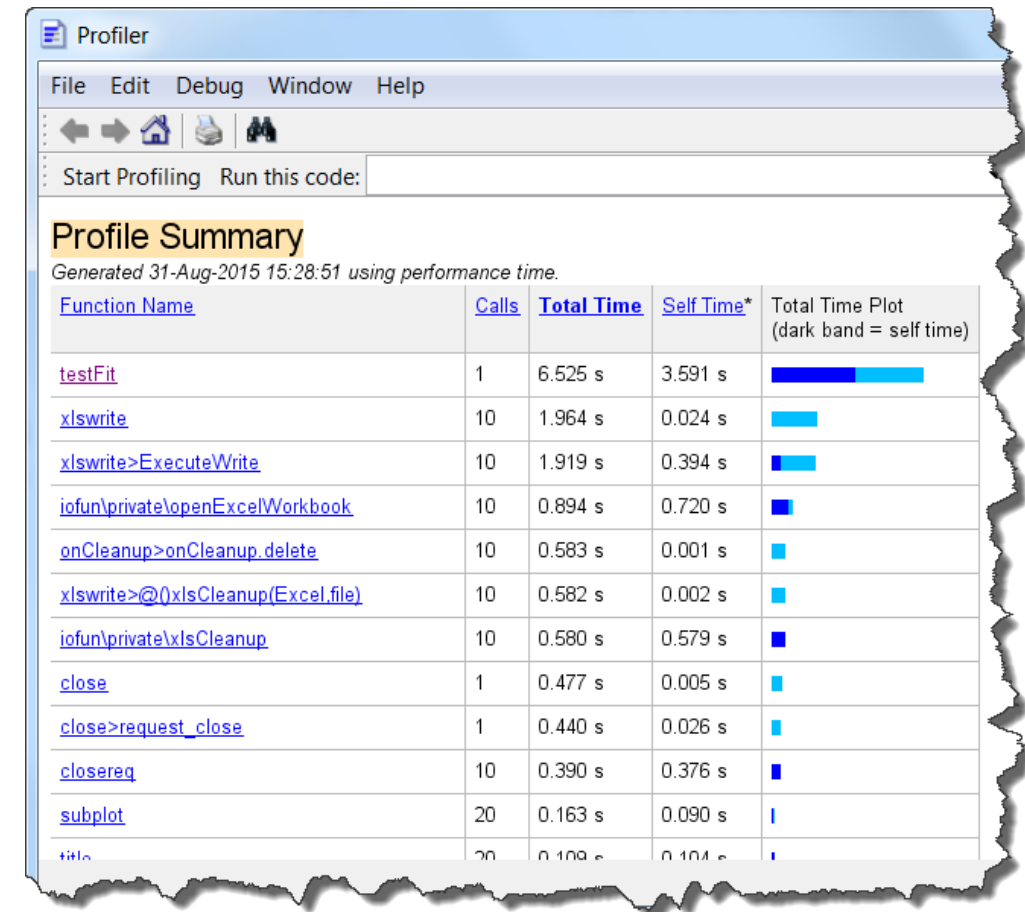 Profiler
File Edit Debug Window Help
Start Profiling Run this code:
Profile Summary
Generated 31-Aug-2015 15:28:51 using performance time.
Function Name Calls Total Time Self Time* Total Time Plot
(dark band = self time)
testFit 1 6.525 s 3.591 s
xlswrite 10 1.964 s 0.024 s
xlswrite>ExecuteWrite 10 1.919 s 0.394 s
iofun\private\openExcelWorkbook 10 0.894 s 0.720 s
onCleanup>onCleanup.delete 10 0.583 s 0.001 s
xlswrite>@()xlsCleanup(Excel,file) 10 0.582 s 0.002 s
iofun\private\xlsCleanup 10 0.580 s 0.579 s
close 1 0.477 s 0.005 s
close>request_close 1 0.440 s 0.026 s
closereq 10 0.390 s 0.376 s
subplot 20 0.163 s 0.090 s
title 20 0.109 s 0.104 s